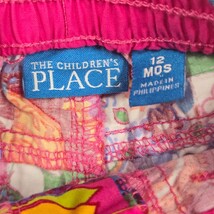 THE CHILDREN'S
PLACE
12
MOS
MADE IN
PHILIPPINES